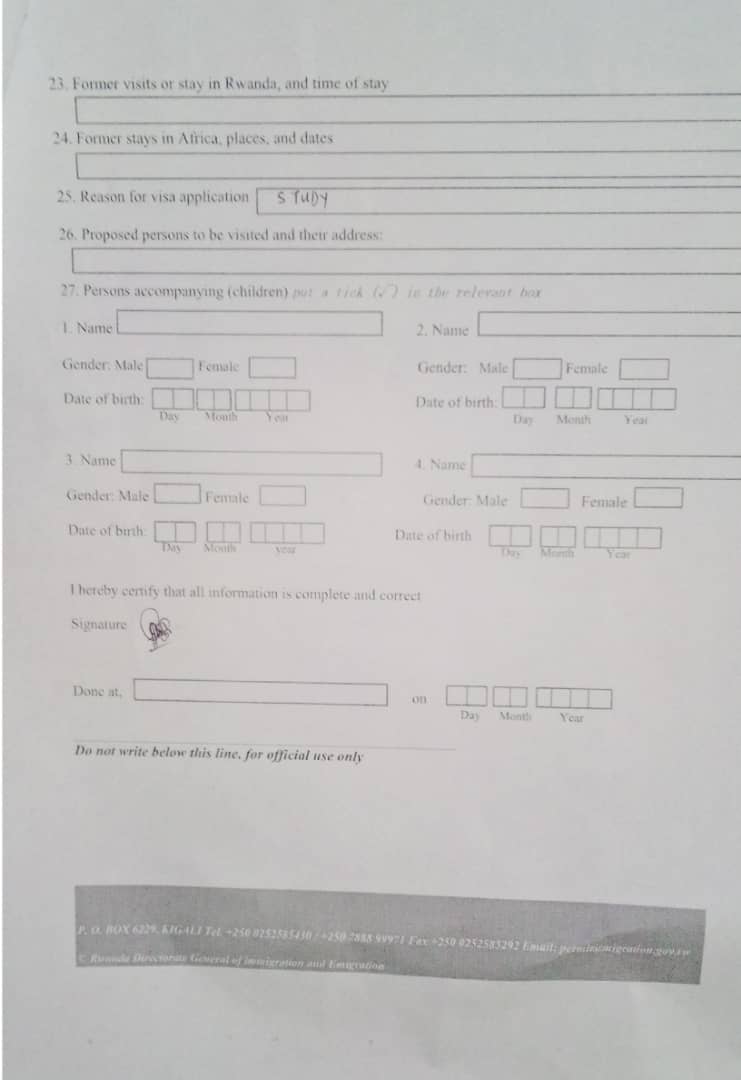 23. Former visits or stay in Rwanda, and time of stay
24. Former stays in Africa, places, and dates
25. Reason for visa application STUDY
26. Proposed persons to be visited and their address:
27. Persons accompanying (children) put a tick (√) in the relevant box
1. Name 2. Name
Gender: Male Female Gender: Male Female
Date of birth: Date of birth:
Day Month Year Day Month Year
3. Name 4. Name
Gender: Male Female Gender: Male Female
Date of birth: Date of birth
Day Month year Day Month Year
I hereby certify that all information is complete and correct
Signature
Done at, on
Day Month Year
Do not write below this line, for official use only
P. O. BOX 6229, KIGALI Tel. +250 0252585430 / +250 7888 99971 Fax +250 0252585292 Email:
© Rwanda Directorate General of Immigration and Emigration